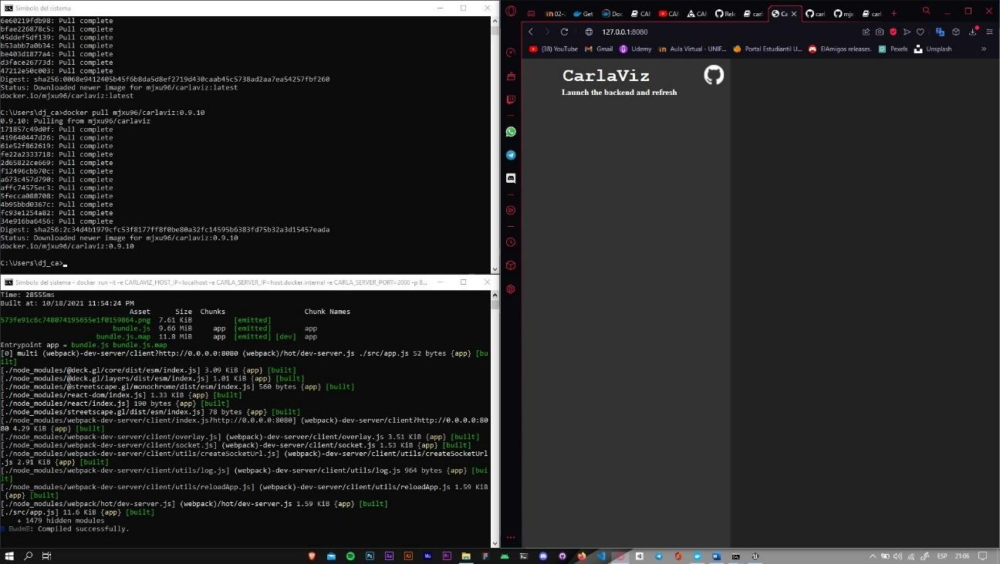 Símbolo del sistema
6e60219fdb98: Pull complete
bfae226878c5: Pull complete
45ddef5df139: Pull complete
b53abb7a0b34: Pull complete
be403d1877a4: Pull complete
d3face26773d: Pull complete
47212e50c003: Pull complete
Digest: sha256:0068e9412405b45f6b8da5d8ef2719d430caab45c5738ad2aa7ea54257fbf260
Status: Downloaded newer image for mjxu96/carlaviz:latest
docker.io/mjxu96/carlaviz:latest
C:\Users\dj_ca>docker pull mjxu96/carlaviz:0.9.10
0.9.10: Pulling from mjxu96/carlaviz
171857c49d0f: Pull complete
419640447d26: Pull complete
61e52f862619: Pull complete
fe22a2333718: Pull complete
2d65822ce669: Pull complete
f12496cbb70c: Pull complete
a673c457d790: Pull complete
affc74575ec3: Pull complete
5fecca088708: Pull complete
4b95bbd0367c: Pull complete
fc93e1254a82: Pull complete
34e916ba6456: Pull complete
Digest: sha256:2c34d4b1979cfc53f8177ff8f0be80a32fc14595b6383fd75b32a3d15457eada
Status: Downloaded newer image for mjxu96/carlaviz:0.9.10
docker.io/mjxu96/carlaviz:0.9.10
C:\Users\dj_ca>
Símbolo del sistema - docker run -it -e CARLAVIZ_HOST_IP=localhost -e CARLA_SERVER_IP=host.docker.internal -e CARLA_SERVER_PORT=2000 -p 8...
Time: 28555ms
Built at: 10/18/2021 11:54:24 PM
Asset Size Chunks Chunk Names
573fe91c6c748074195655e1f0159864.png 7.61 KiB [emitted]
bundle.js 9.66 MiB app [emitted] app
bundle.js.map 11.8 MiB app [emitted] [dev] app
Entrypoint app = bundle.js bundle.js.map
[0] multi (webpack)-dev-server/client?http://0.0.0.0:8080 (webpack)/hot/dev-server.js ./src/app.js 52 bytes {app} [bu
ilt]
[./node_modules/@deck.gl/core/dist/esm/index.js] 3.09 KiB {app} [built]
[./node_modules/@deck.gl/layers/dist/esm/index.js] 1.01 KiB {app} [built]
[./node_modules/@streetscape.gl/monochrome/dist/esm/index.js] 560 bytes {app} [built]
[./node_modules/react-dom/index.js] 1.33 KiB {app} [built]
[./node_modules/react/index.js] 190 bytes {app} [built]
[./node_modules/streetscape.gl/dist/esm/index.js] 78 bytes {app} [built]
[./node_modules/webpack-dev-server/client/index.js?http://0.0.0.0:8080] (webpack)-dev-server/client?http://0.0.0.0:80
80 4.29 KiB {app} [built]
[./node_modules/webpack-dev-server/client/overlay.js] (webpack)-dev-server/client/overlay.js 3.51 KiB {app} [built]
[./node_modules/webpack-dev-server/client/socket.js] (webpack)-dev-server/client/socket.js 1.53 KiB {app} [built]
[./node_modules/webpack-dev-server/client/utils/createSocketUrl.js] (webpack)-dev-server/client/utils/createSocketUrl
.js 2.91 KiB {app} [built]
[./node_modules/webpack-dev-server/client/utils/log.js] (webpack)-dev-server/client/utils/log.js 964 bytes {app} [bui
lt]
[./node_modules/webpack-dev-server/client/utils/reloadApp.js] (webpack)-dev-server/client/utils/reloadApp.js 1.59 KiB
{app} [built]
[./node_modules/webpack/hot/dev-server.js] (webpack)/hot/dev-server.js 1.59 KiB {app} [built]
[./src/app.js] 11.6 KiB {app} [built]
+ 1479 hidden modules
｢wdm｣: Compiled successfully.
02- Get Doc CAF CAF CAF Rele carl Ca carl mjx carl
127.0.0.1:8080
(38) YouTube Gmail Udemy Aula Virtual - UNIF... Portal Estudiantil U... ElAmigos releases. Pexels Unsplash
CarlaViz
Launch the backend and refresh
Ps Ae Ai Me Pr
ESP 21:06